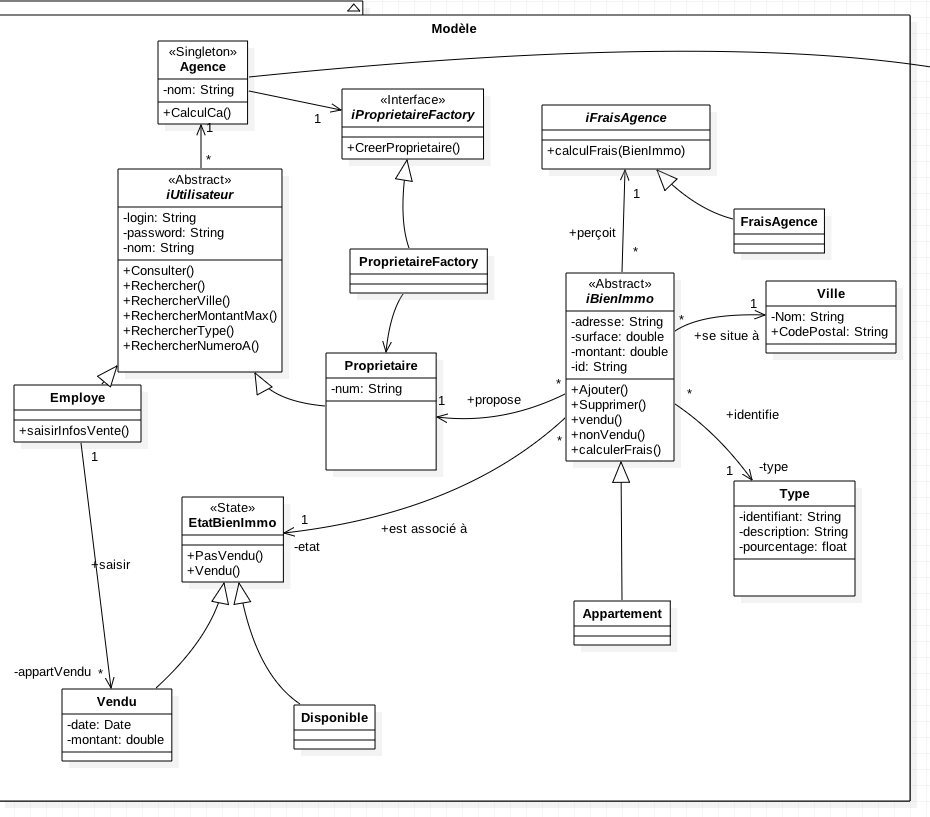 Modèle
«Singleton»
Agence
-nom: String
+CalculCa()
1
*
1
«Interface»
iProprietaireFactory
+CreerProprietaire()
iFraisAgence
+calculFrais(BienImmo)
1
+perçoit
*
FraisAgence
«Abstract»
iUtilisateur
-login: String
-password: String
-nom: String
+Consulter()
+Rechercher()
+RechercherVille()
+RechercherMontantMax()
+RechercherType()
+RechercherNumeroA()
ProprietaireFactory
«Abstract»
iBienImmo
-adresse: String
-surface: double
-montant: double
-id: String
+Ajouter()
+Supprimer()
+vendu()
+nonVendu()
+calculerFrais()
Ville
-Nom: String
+CodePostal: String
*
1
+se situe à
Proprietaire
-num: String
1
+propose
*
*
+identifie
1
-type
Type
-identifiant: String
-description: String
-pourcentage: float
Employe
+saisirInfosVente()
1
+saisir
-appartVendu
*
«State»
EtatBienImmo
+PasVendu()
+Vendu()
1
-etat
+est associé à
*
Appartement
Vendu
-date: Date
-montant: double
Disponible